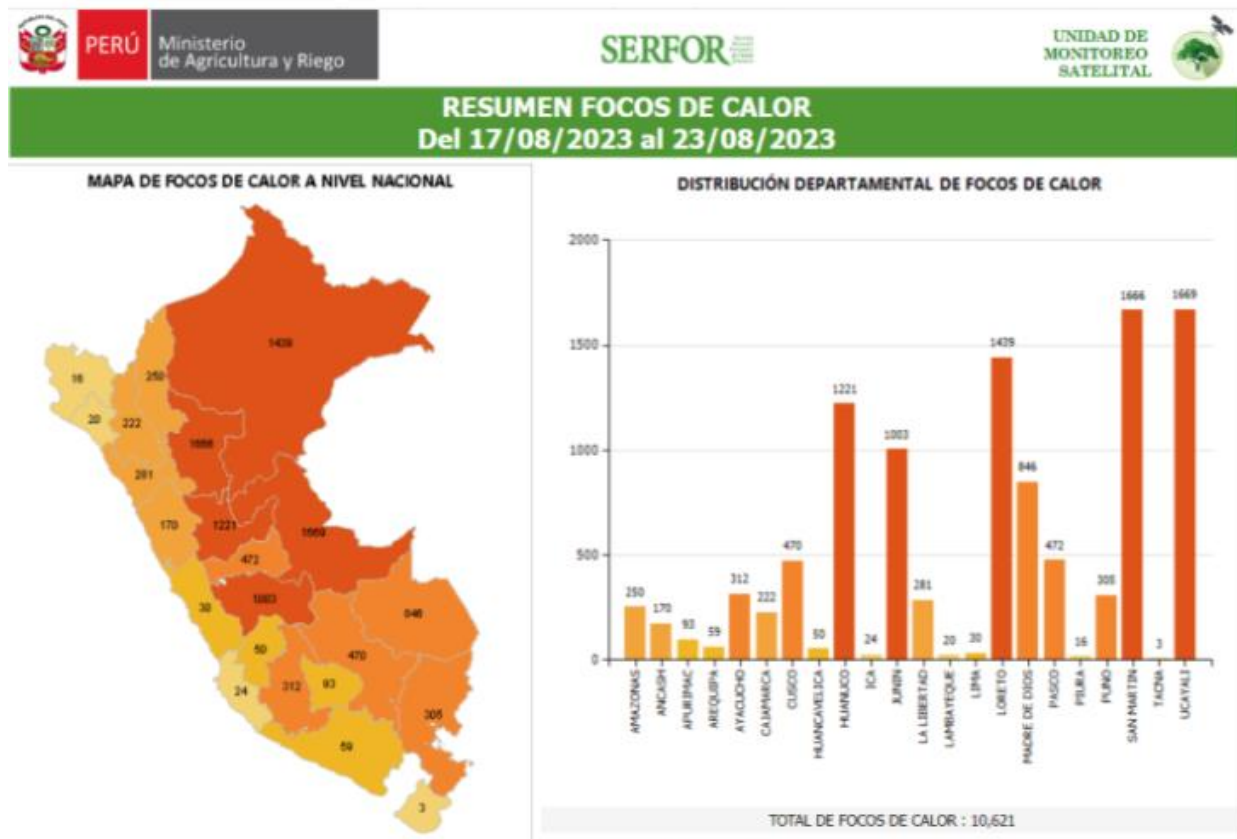 PERÚ
Ministerio
de Agricultura y Riego
SERFOR
UNIDAD DE
MONITOREO
SATELITAL
RESUMEN FOCOS DE CALOR
Del 17/08/2023 al 23/08/2023
MAPA DE FOCOS DE CALOR A NIVEL NACIONAL
1439
16
250
20
222
1666
281
170
1221
1669
472
30
1003
846
50
470
24
312
93
305
59
3
DISTRIBUCIÓN DEPARTAMENTAL DE FOCOS DE CALOR
2000
1500
1000
500
0
250
170
93
59
312
222
470
50
1221
24
1003
281
20
30
1439
846
472
16
305
1666
3
1669
AMAZONAS
ANCASH
APURIMAC
AREQUIPA
AYACUCHO
CAJAMARCA
CUSCO
HUANCAVELICA
HUANUCO
ICA
JUNIN
LA LIBERTAD
LAMBAYEQUE
LIMA
LORETO
MADRE DE DIOS
PASCO
PIURA
PUNO
SAN MARTIN
TACNA
UCAYALI
TOTAL DE FOCOS DE CALOR : 10,621